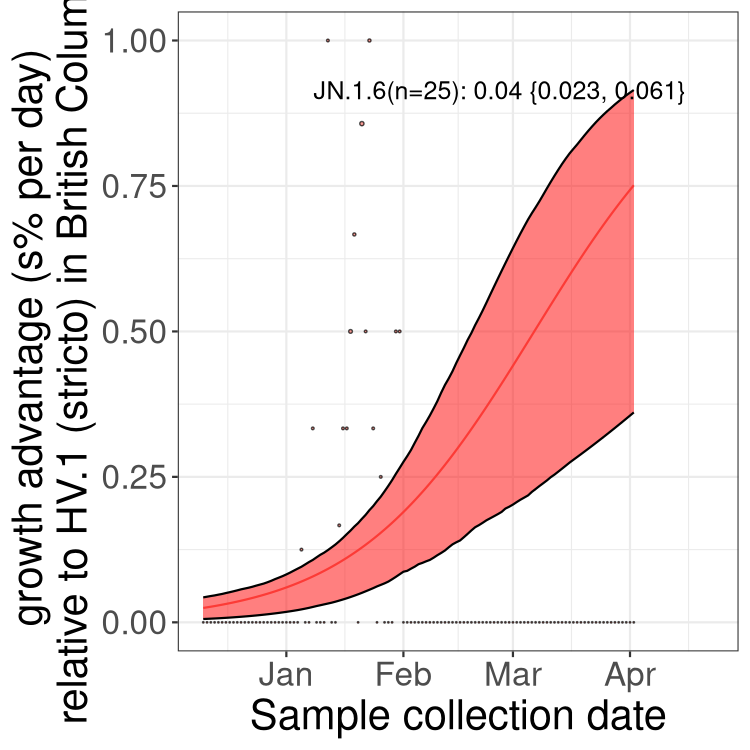 growth advantage (s% per day)
relative to HV.1 (stricto) in British Colum
1.00
0.75
0.50
0.25
0.00
JN.1.6(n=25): 0.04 {0.023, 0.061}
Jan Feb Mar Apr
Sample collection date